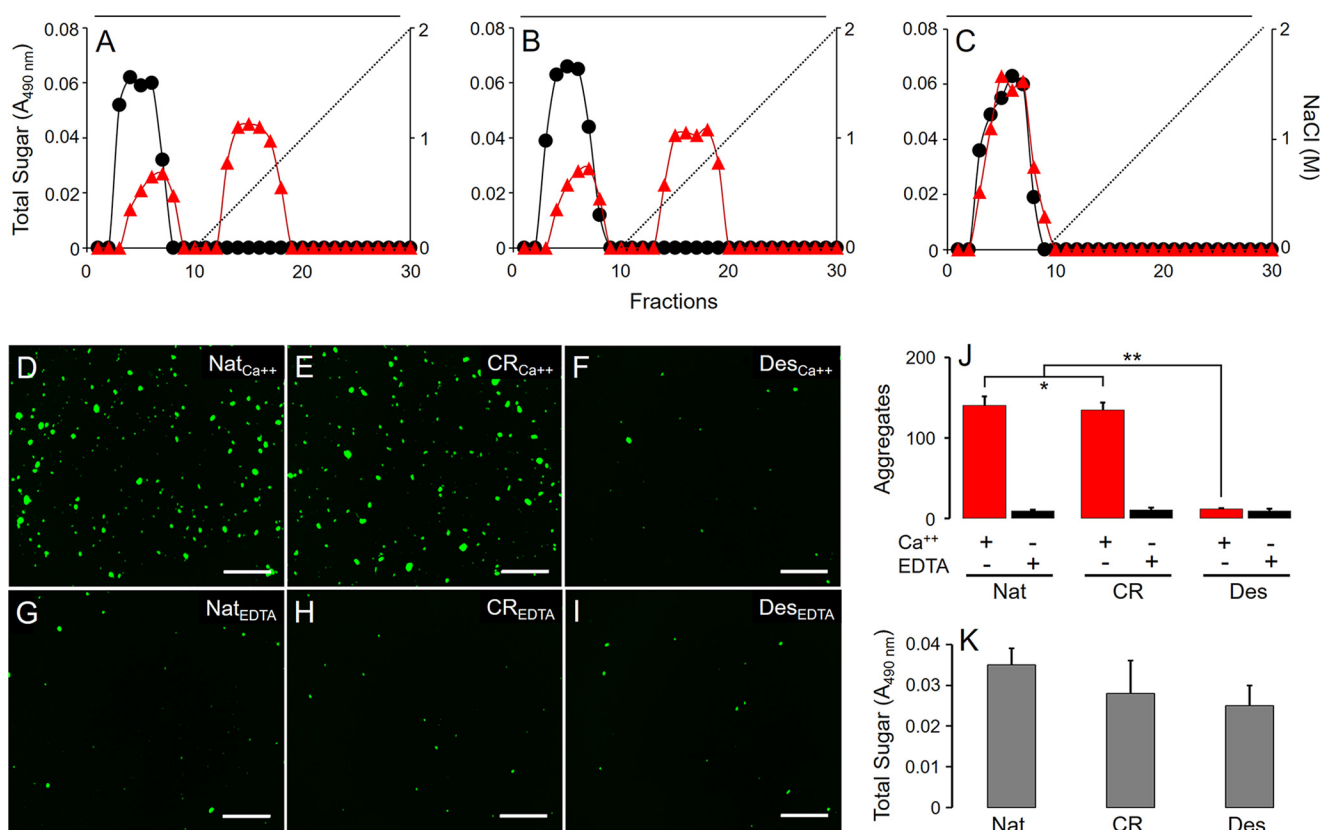 A
B
C
Total Sugar (A490 nm)
0.08
0.06
0.04
0.02
0
2
1
0
0
10
20
30
0.08
0.06
0.04
0.02
0
2
1
0
0
10
20
30
0.08
0.06
0.04
0.02
0
2
1
0
0
10
20
30
NaCl (M)
Fractions
D NatCa++
E CRCa++
F DesCa++
G NatEDTA
H CREDTA
I DesEDTA
J
Aggregates
200
100
0
*
**
Ca++ + - + - + -
EDTA - + - + - +
Nat CR Des
K
Total Sugar (A490 nm)
0.04
0.03
0.02
0.01
0
Nat CR Des